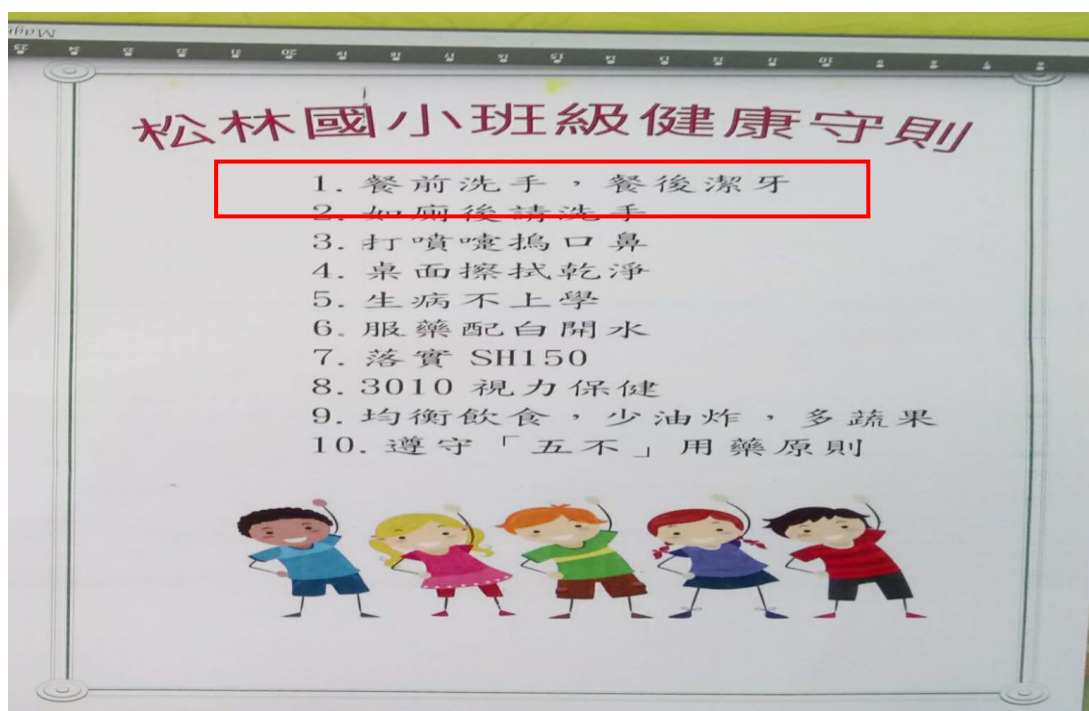 松林國小班級健康守則
1. 餐前洗手，餐後潔牙
2. 如廁後請洗手
3. 打噴嚏摀口鼻
4. 桌面擦拭乾淨
5. 生病不上學
6. 服藥配白開水
7. 落實 SH150
8. 3010 視力保健
9. 均衡飲食，少油炸，多蔬果
10. 遵守「五不」用藥原則